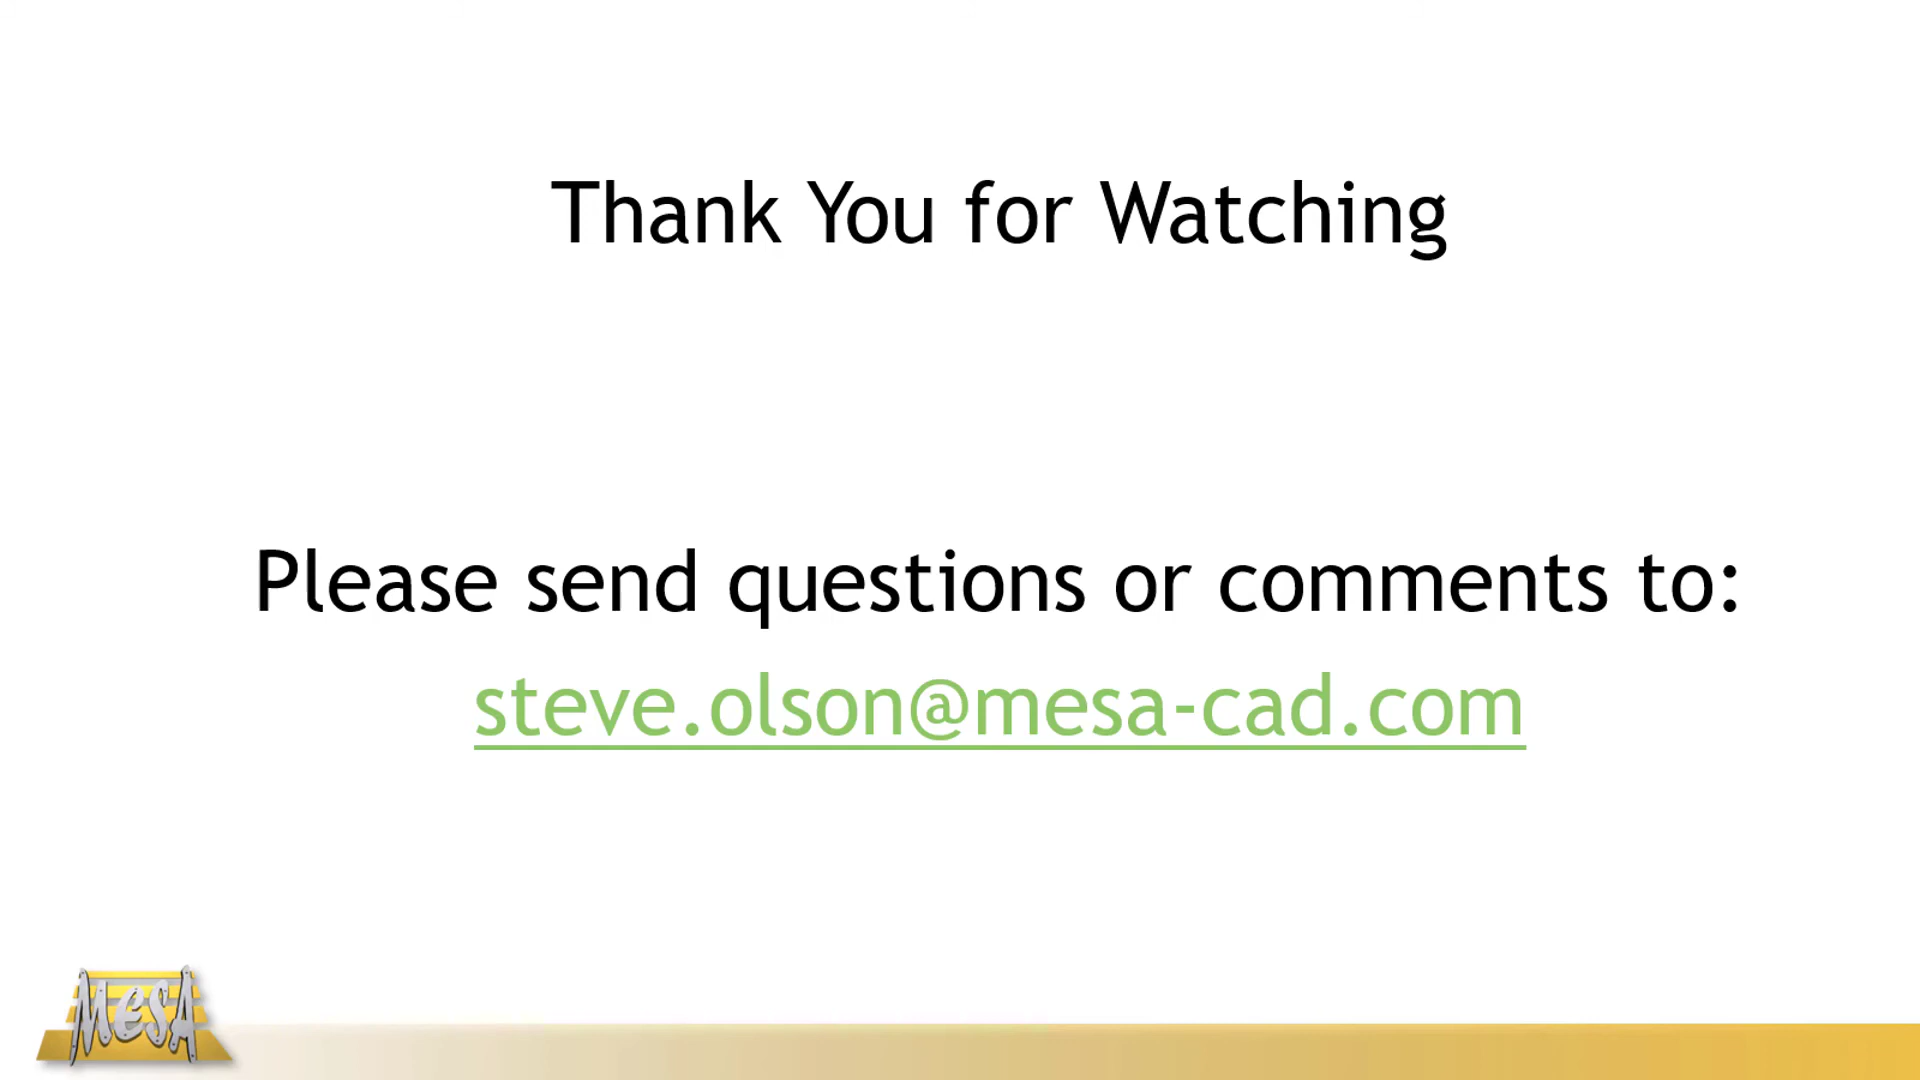 Thank You for Watching
Please send questions or comments to:
steve.olson@mesa-cad.com
MESA